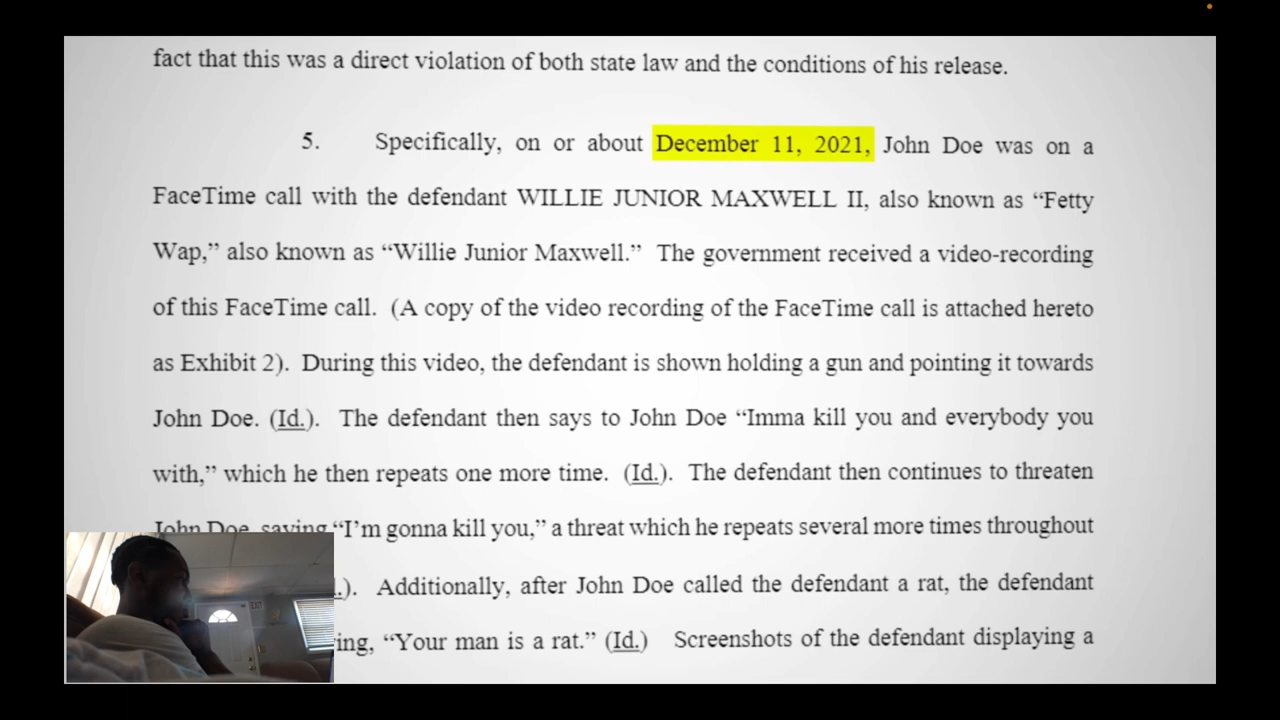 fact that this was a direct violation of both state law and the conditions of his release.
5. Specifically, on or about December 11, 2021, John Doe was on a
FaceTime call with the defendant WILLIE JUNIOR MAXWELL II, also known as “Fetty
Wap,” also known as “Willie Junior Maxwell.” The government received a video-recording
of this FaceTime call. (A copy of the video recording of the FaceTime call is attached hereto
as Exhibit 2). During this video, the defendant is shown holding a gun and pointing it towards
John Doe. (Id.). The defendant then says to John Doe “Imma kill you and everybody you
with,” which he then repeats one more time. (Id.). The defendant then continues to threaten
John Doe, saying “I’m gonna kill you,” a threat which he repeats several more times throughout
.). Additionally, after John Doe called the defendant a rat, the defendant
ing, “Your man is a rat.” (Id.) Screenshots of the defendant displaying a
EXIT